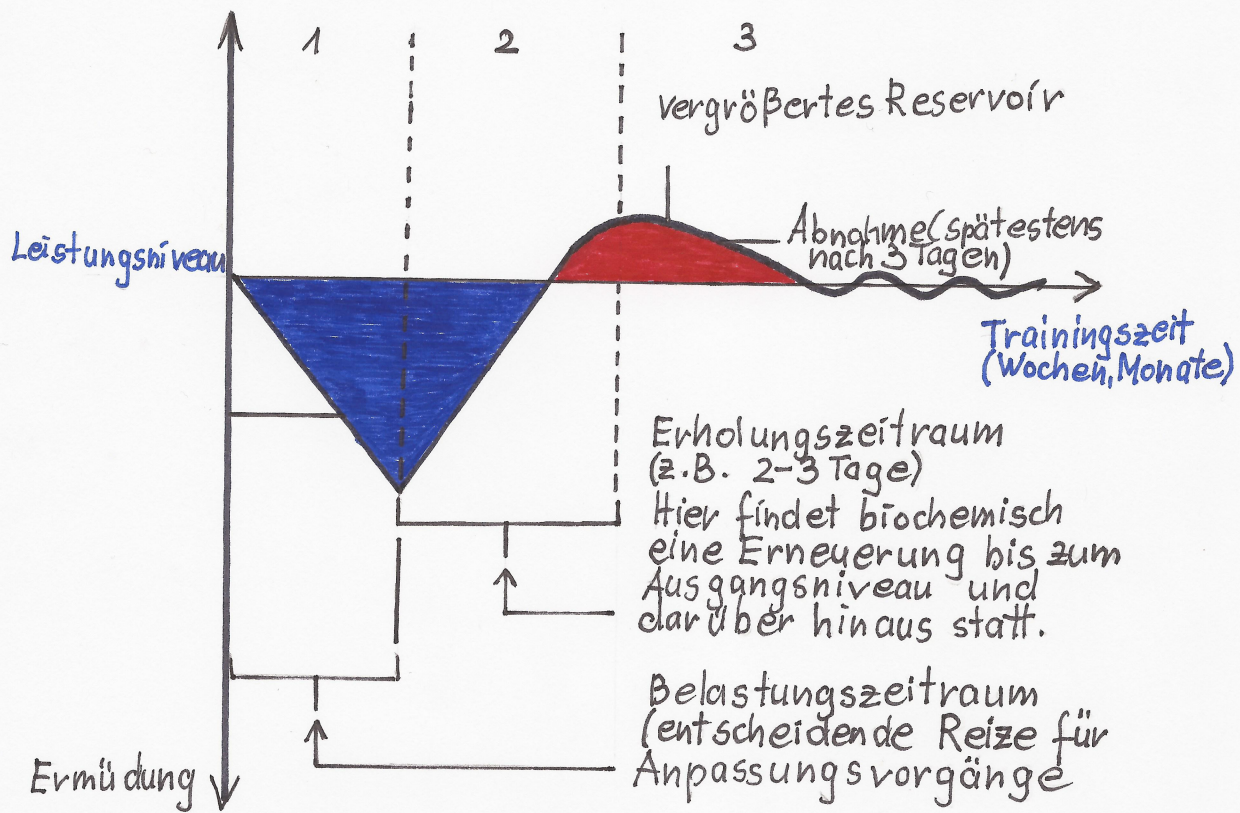 1
2
3
vergrößertes Reservoir
Abnahme (spätestens
nach 3 Tagen)
Leistungsniveau
Trainingszeit
(Wochen, Monate)
Erholungszeitraum
(z.B. 2-3 Tage)
Hier findet biochemisch
eine Erneuerung bis zum
Ausgangsniveau und
darüber hinaus statt.
Belastungszeitraum
(entscheidende Reize für
Anpassungsvorgänge
Ermüdung